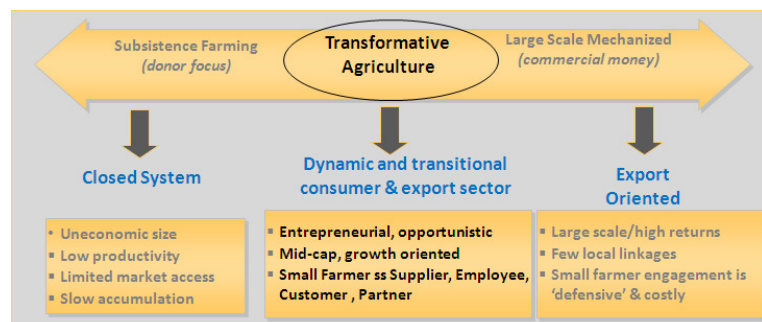 Subsistence Farming
(donor focus)
Transformative
Agriculture
Large Scale Mechanized
(commercial money)
Closed System
Dynamic and transitional
consumer & export sector
Export
Oriented
▪ Uneconomic size
▪ Low productivity
▪ Limited market access
▪ Slow accumulation
▪ Entrepreneurial, opportunistic
▪ Mid-cap, growth oriented
▪ Small Farmer ss Supplier, Employee,
Customer , Partner
▪ Large scale/high returns
▪ Few local linkages
▪ Small farmer engagement is
‘defensive’ & costly